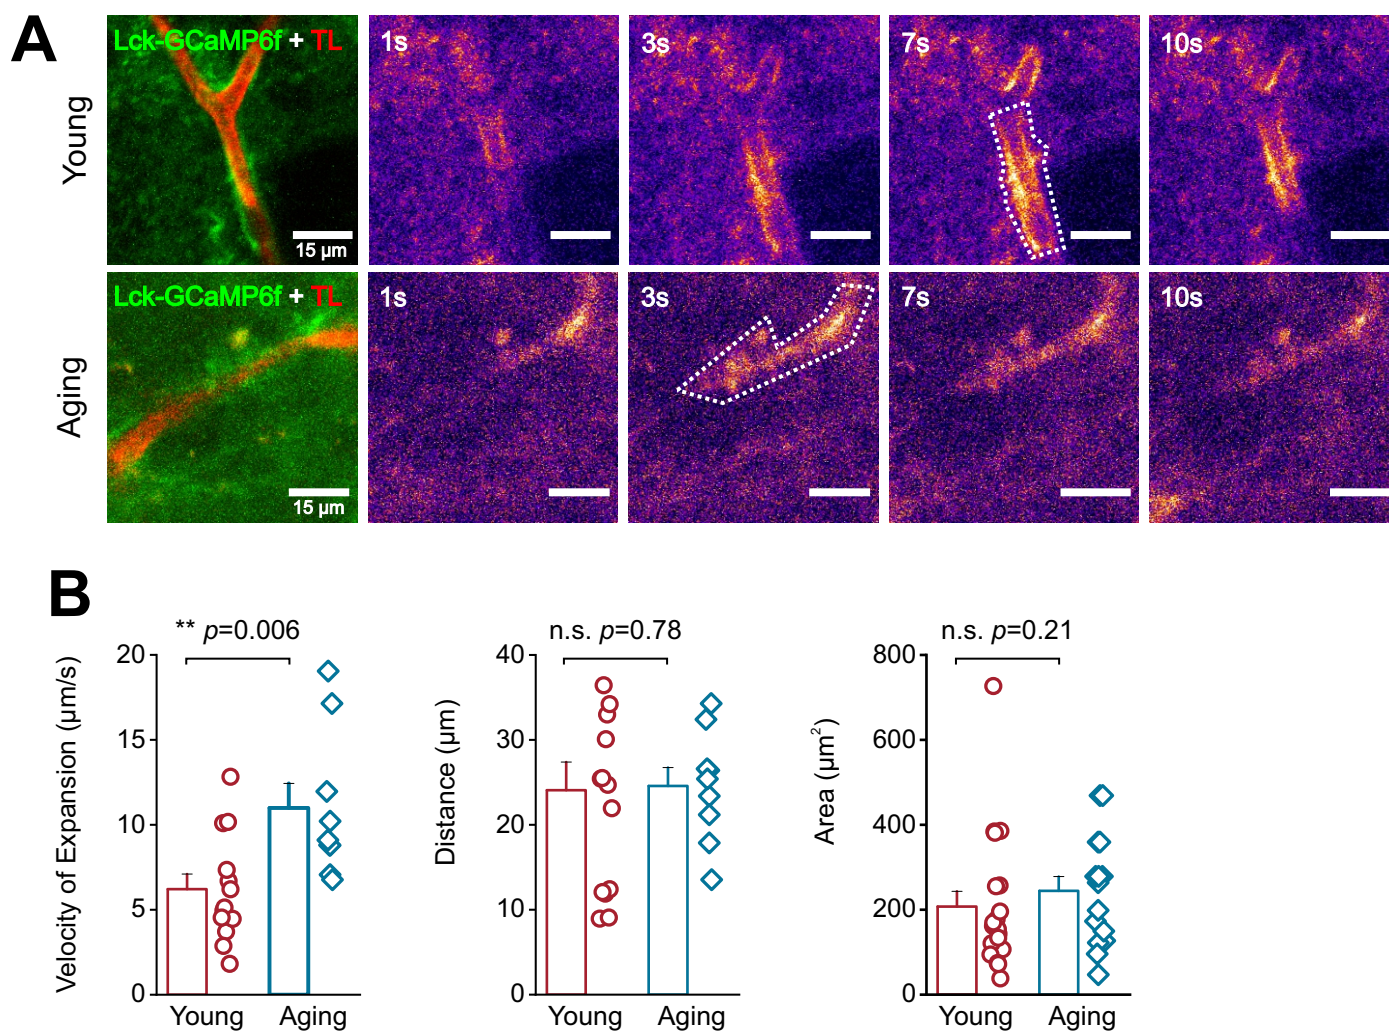 A
Young
Lck-GCaMP6f + TL
15 µm
1s
3s
7s
10s
Aging
Lck-GCaMP6f + TL
15 µm
1s
3s
7s
10s
B
Velocity of Expansion (µm/s)
** p=0.006
20
15
10
5
0
Young Aging
Distance (µm)
n.s. p=0.78
40
30
20
10
0
Young Aging
Area (µm²)
n.s. p=0.21
800
600
400
200
0
Young Aging